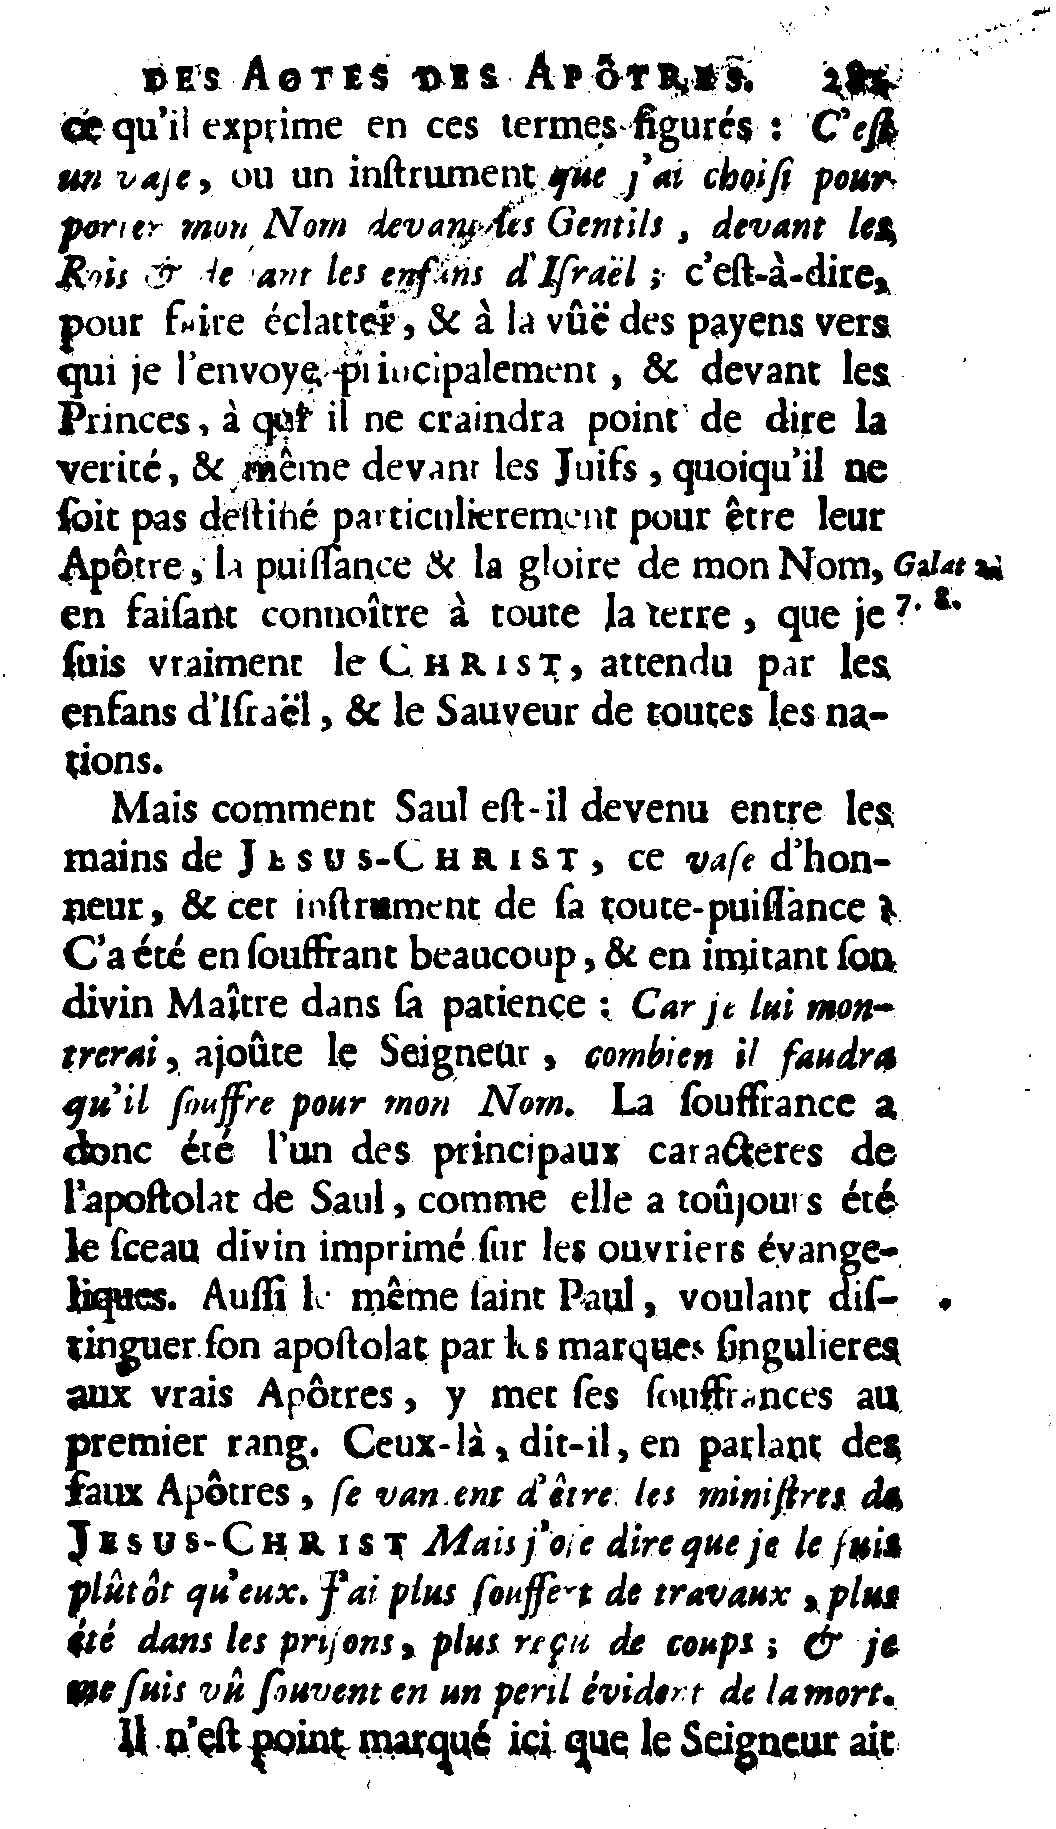 DES ACTES DES APÔTRES.
ce qu'il exprime en ces termes figurés : C'eſt
un vaſe, ou un inſtrument que j'ai choiſi pour
porter mon Nom devant les Gentils, devant les
Rois & devant les enfans d'Iſraël ; c'eſt-à-dire,
pour faire éclatter, & à la vûë des payens vers
qui je l'envoye principalement, & devant les
Princes, à qui il ne craindra point de dire la
verité, & même devant les Juifs, quoiqu'il ne
ſoit pas deſtiné particulierement pour être leur
Apôtre, la puiſſance & la gloire de mon Nom,
Galat
7. 8.
en faiſant connoître à toute la terre, que je
ſuis vraiment le CHRIST, attendu par les
enfans d'Iſraël, & le Sauveur de toutes les na-
tions.
Mais comment Saul eſt-il devenu entre les
mains de JESUS-CHRIST, ce vaſe d'hon-
neur, & cet inſtrument de ſa toute-puiſſance ?
C'a été en ſouffrant beaucoup, & en imitant ſon
divin Maître dans ſa patience : Car je lui mon-
trerai, ajoûte le Seigneur, combien il faudra
qu'il ſouffre pour mon Nom. La ſouffrance a
donc été l'un des principaux caracteres de
l'apoſtolat de Saul, comme elle a toûjours été
le ſceau divin imprimé ſur les ouvriers évange-
liques. Auſſi le même ſaint Paul, voulant diſ-
tinguer ſon apoſtolat par les marques ſingulieres
aux vrais Apôtres, y met ſes ſouffrances au
premier rang. Ceux-là, dit-il, en parlant des
faux Apôtres, ſe vantent d'être les miniſtres de
JESUS-CHRIST Mais j'oſe dire que je le ſuis
plûtôt qu'eux. J'ai plus ſouffert de travaux, plus
été dans les priſons, plus reçu de coups ; & je
me ſuis vû ſouvent en un peril évident de la mort.
Il n'eſt point marqué ici que le Seigneur ait